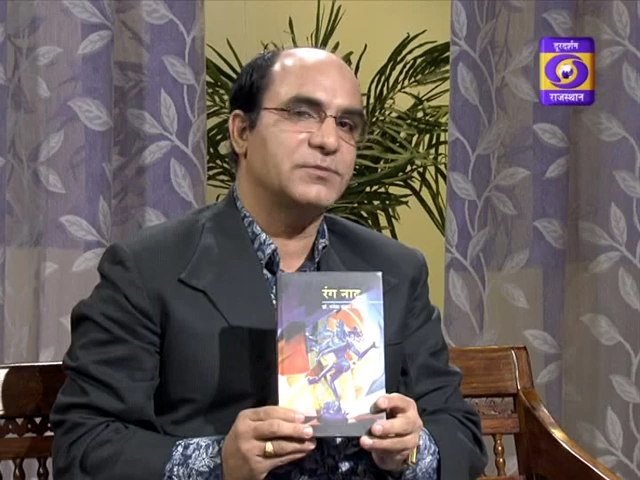 दूरदर्शन
राजस्थान
रंग नाद
डॉ.